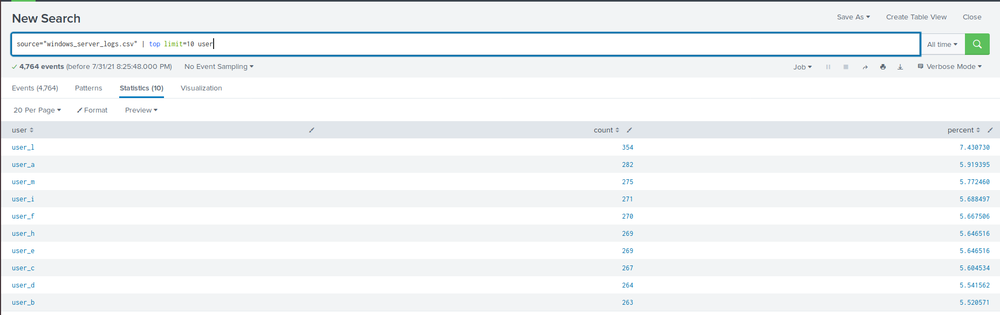 New Search
Save As Create Table View Close
source="windows_server_logs.csv" | top limit=10 user
All time
4,764 events (before 7/31/21 8:25:48.000 PM) No Event Sampling
Job Verbose Mode
Events (4,764) Patterns Statistics (10) Visualization
20 Per Page Format Preview
user count percent
user_l 354 7.430730
user_a 282 5.919395
user_m 275 5.772460
user_i 271 5.688497
user_f 270 5.667506
user_h 269 5.646516
user_e 269 5.646516
user_c 267 5.604534
user_d 264 5.541562
user_b 263 5.520571